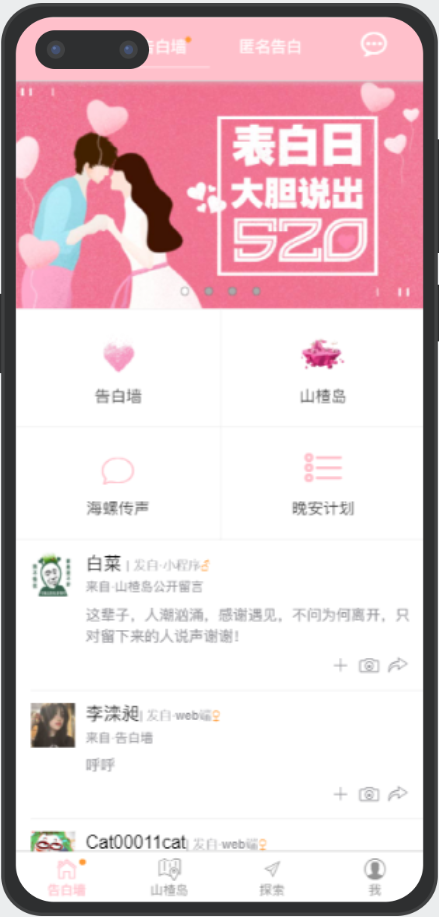 告白墙
匿名告白
表白日
大胆说出
520
告白墙
山楂岛
海螺传声
晚安计划
白菜 | 发自·小程序
来自·山楂岛公开留言
这辈子，人潮汹涌，感谢遇见，不问为何离开，只
对留下来的人说声谢谢！
李滦昶| 发自·web端
来自·告白墙
呼呼
Cat00011cat| 发自·web端
告白墙
山楂岛
探索
我